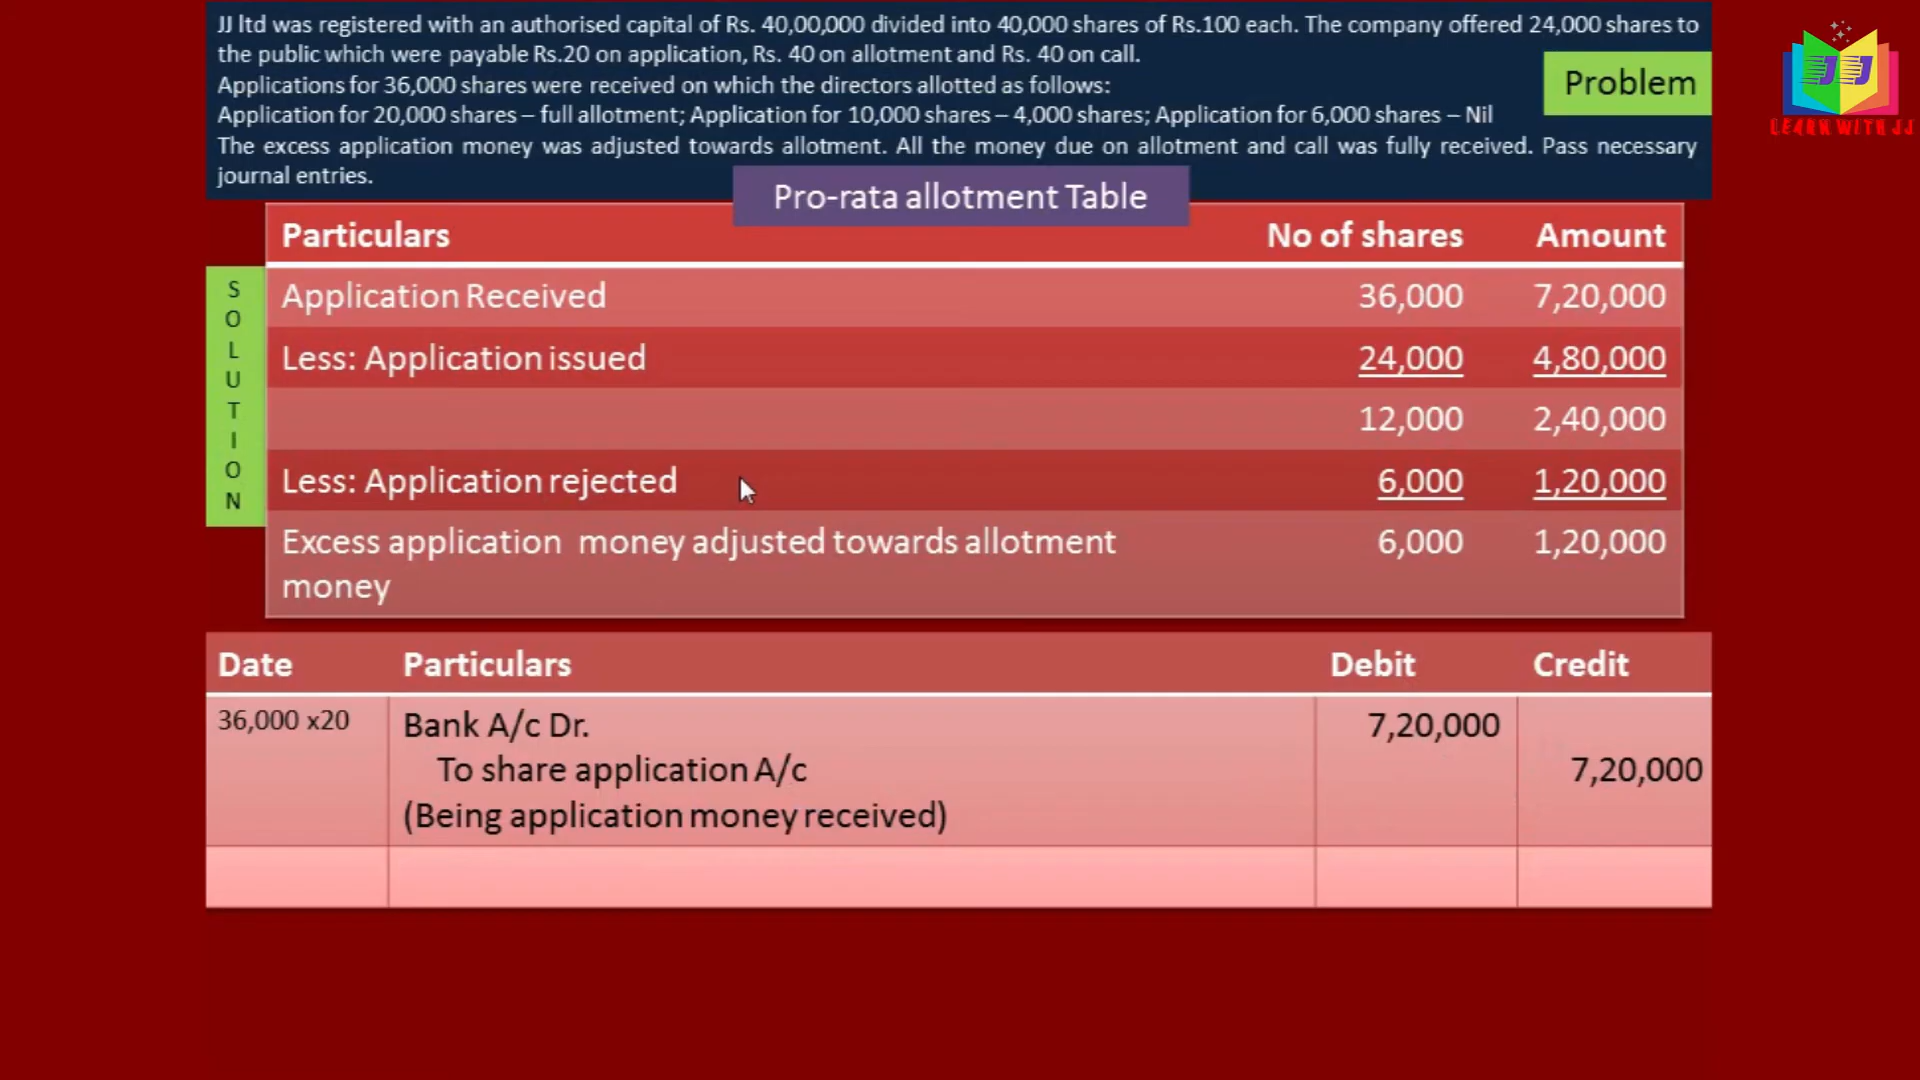 JJ ltd was registered with an authorised capital of Rs. 40,00,000 divided into 40,000 shares of Rs.100 each. The company offered 24,000 shares to
the public which were payable Rs.20 on application, Rs. 40 on allotment and Rs. 40 on call.
Applications for 36,000 shares were received on which the directors allotted as follows:
Application for 20,000 shares – full allotment; Application for 10,000 shares – 4,000 shares; Application for 6,000 shares – Nil
The excess application money was adjusted towards allotment. All the money due on allotment and call was fully received. Pass necessary
journal entries.
Problem
LEARN WITH JJ
Pro-rata allotment Table
Particulars No of shares Amount
SOLUTION
Application Received 36,000 7,20,000
Less: Application issued 24,000 4,80,000
12,000 2,40,000
Less: Application rejected 6,000 1,20,000
Excess application money adjusted towards allotment 6,000 1,20,000
money
Date Particulars Debit Credit
36,000 x20 Bank A/c Dr. 7,20,000
To share application A/c 7,20,000
(Being application money received)